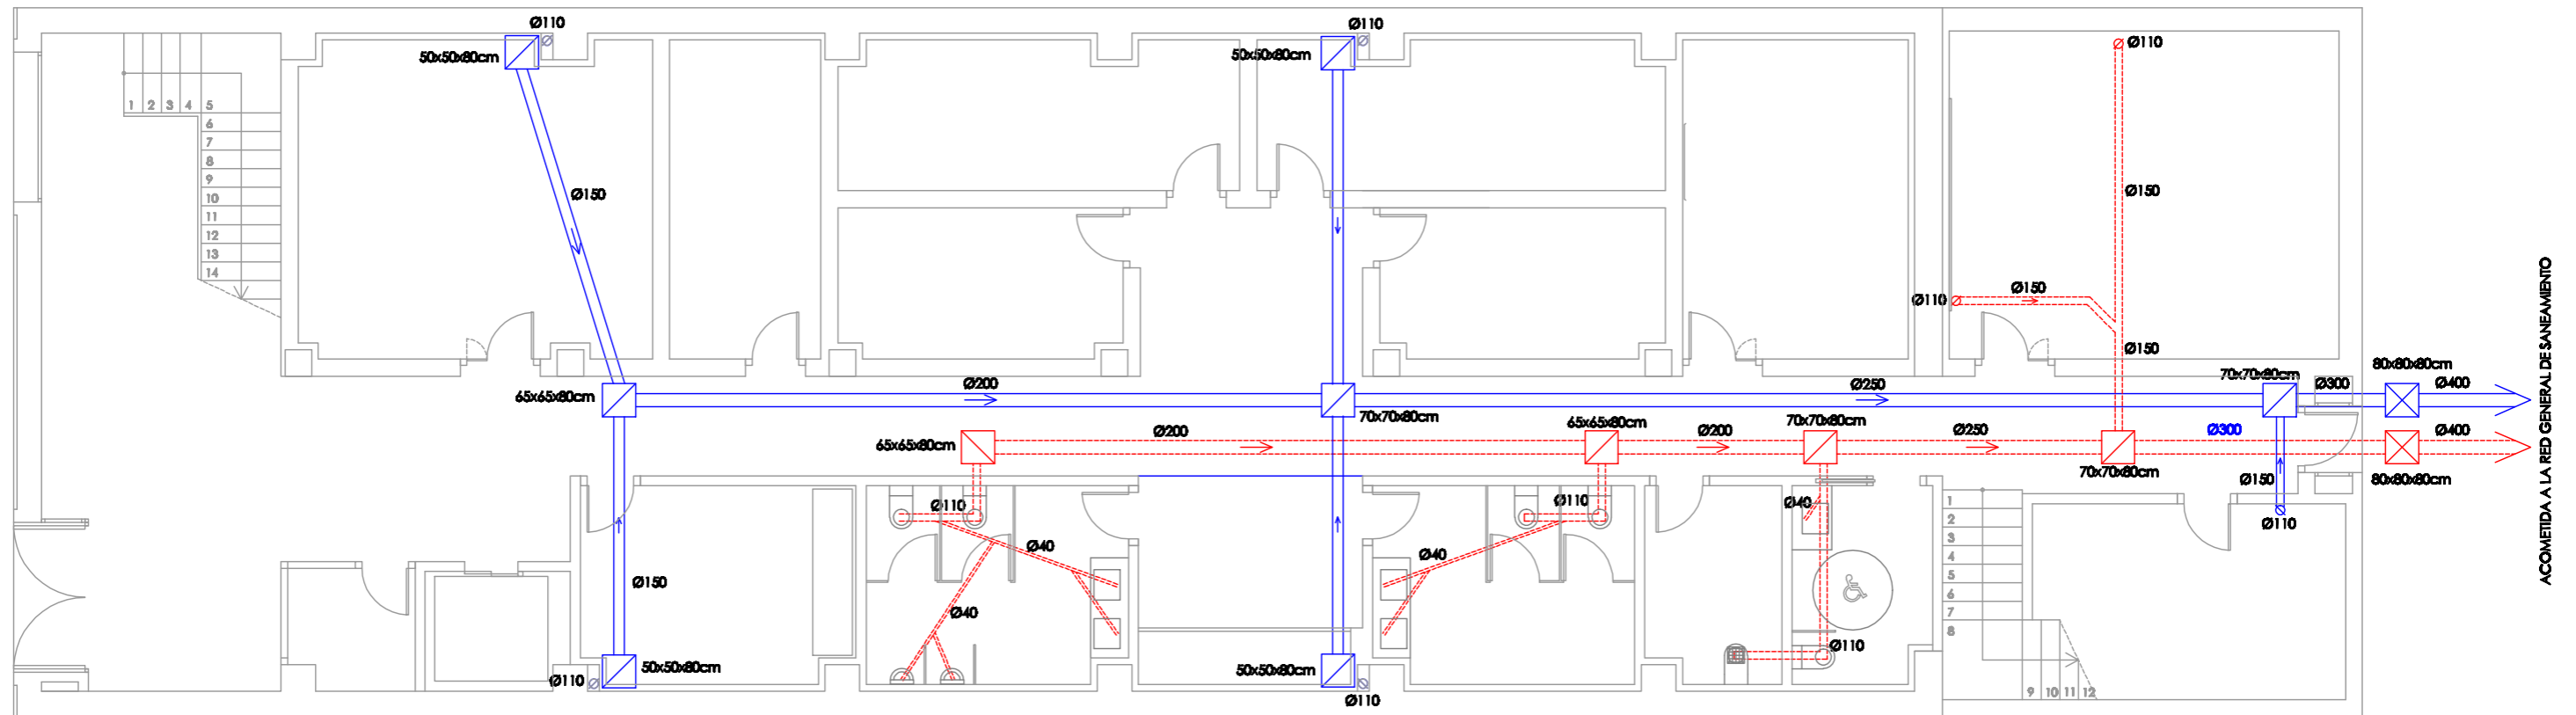 Ø110
Ø110
50x50x80cm
50x50x80cm
Ø110
1 2 3 4 5
6
7
8
9
10
11
12
13
14
Ø150
Ø150
Ø110
Ø150
Ø150
65x65x80cm
Ø200
70x70x80cm
Ø250
70x70x80cm
Ø300
80x80x80cm
Ø400
65x65x80cm
Ø200
65x65x80cm
Ø200
70x70x80cm
Ø250
70x70x80cm
Ø300
Ø400
80x80x80cm
ACOMETIDA A LA RED GENERAL DE SANEAMIENTO
Ø150
Ø110
Ø110
Ø110
Ø40
Ø40
Ø40
Ø40
Ø150
Ø110
1
2
3
4
5
6
7
8
9 10 11 12
50x50x80cm
Ø110
50x50x80cm
Ø110